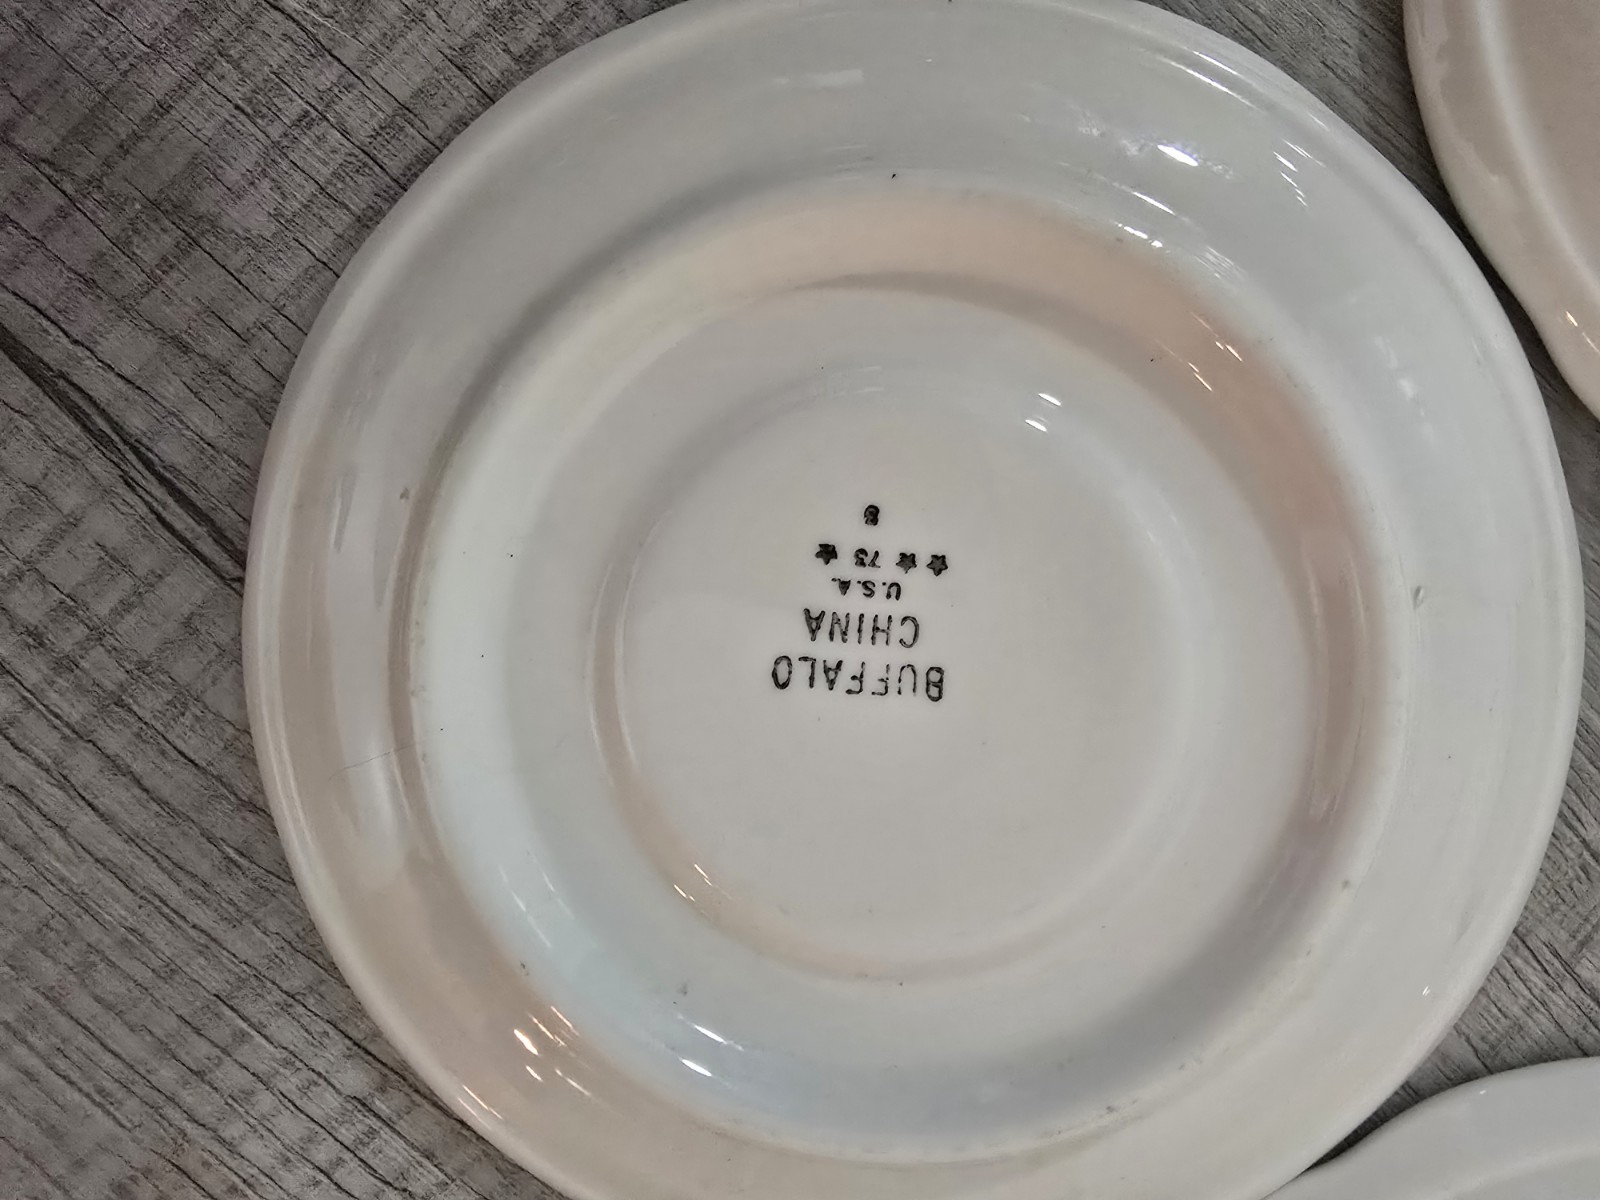 BUFFALO
CHINA
U.S.A.
★ ★ 73 ★
8